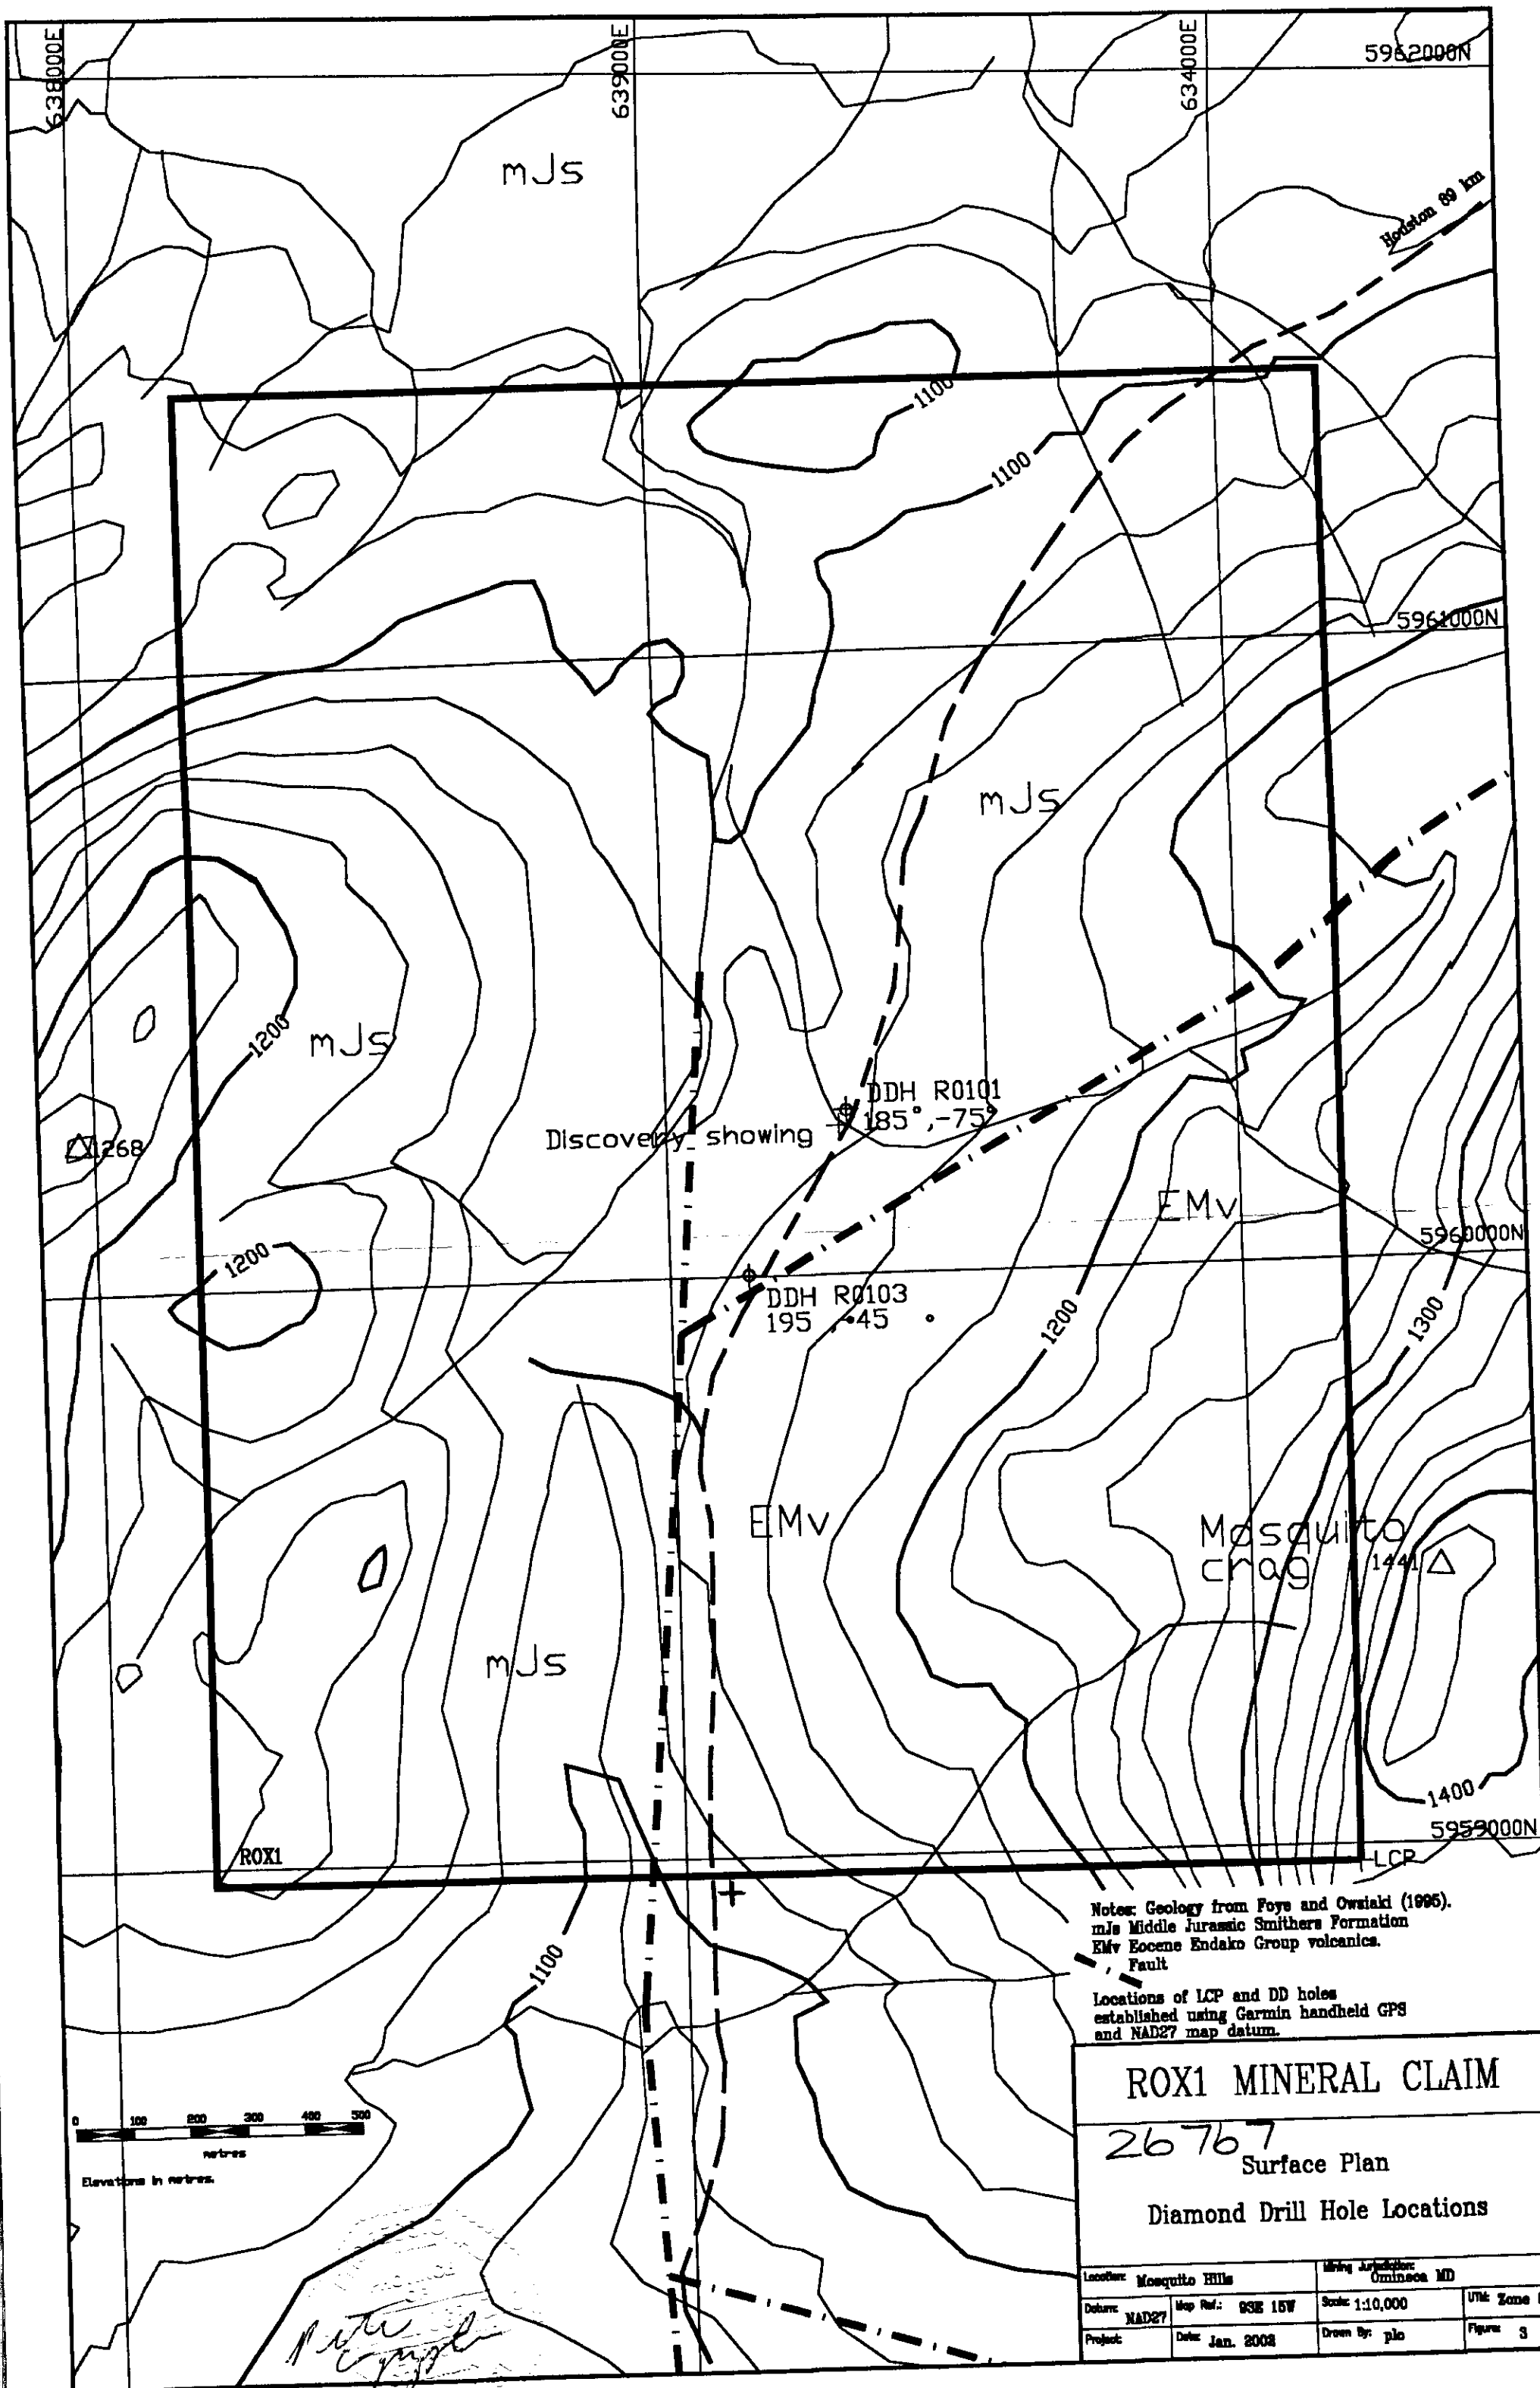 638000E
639000E
634000E
5962000N
mJs
Hodston 89 km
1100
1100
5961000N
mJs
1200
mJs
DDH R0101
185°,-75°
Discovery showing
1268
EMv
5960000N
1200
DDH R0103
195 ,-45
1200
1300
EMv
Mosquito
crag
1441
mJs
1400
5959000N
ROX1
LCP
Notes: Geology from Foye and Owsiaki (1995).
mJs Middle Jurassic Smithers Formation
EMv Eocene Endako Group volcanics.
Fault
1100
Locations of LCP and DD holes
established using Garmin handheld GPS
and NAD27 map datum.
ROX1 MINERAL CLAIM
26767
Surface Plan
Diamond Drill Hole Locations
0 100 200 300 400 500
metres
Elevations in metres.
Location: Mosquito Hills
Mining Jurisdiction: Omineca MD
Datum: NAD27
Map Ref.: 93E 15W
Scale: 1:10,000
UTM: Zone
Project:
Date: Jan. 2002
Drawn By: plo
Figure: 3